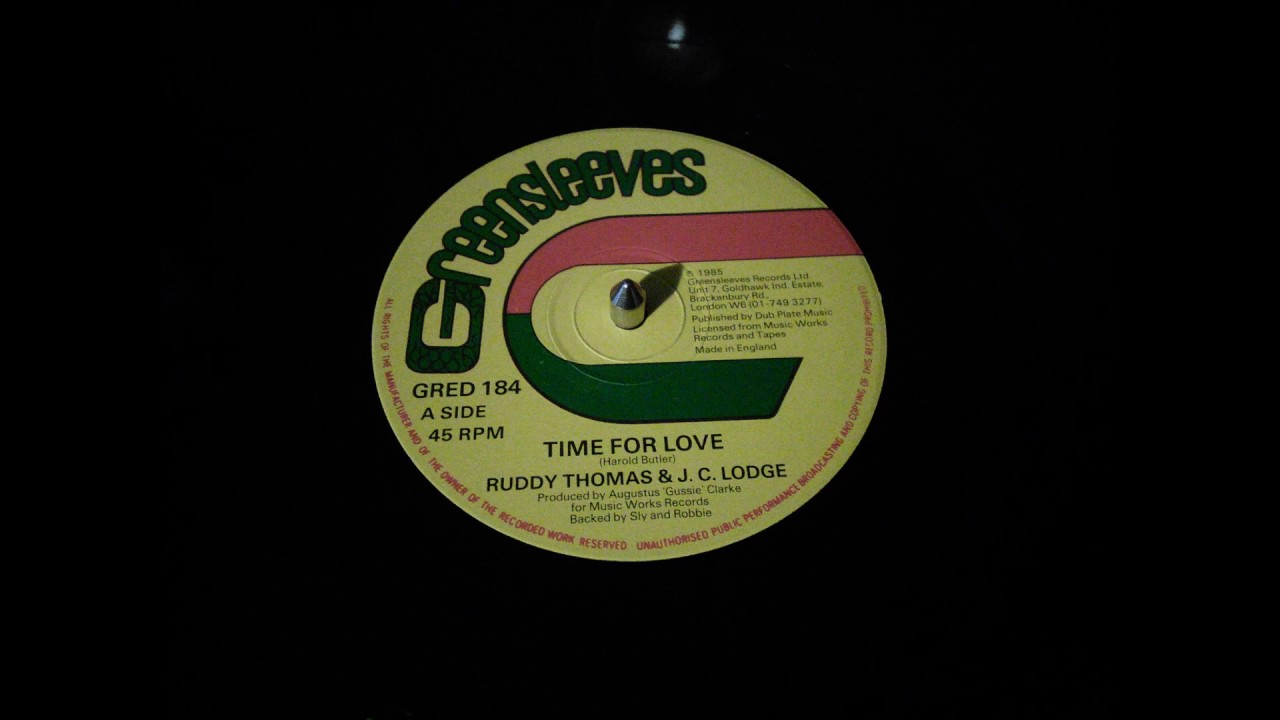 Greensleeves
℗ 1985
Greensleeves Records Ltd.
Unit 7, Goldhawk Ind. Estate,
Brackenbury Rd.,
London W6 (01-749 3277)
Published by Dub Plate Music
Licensed from Music Works
Records and Tapes
Made in England
GRED 184
A SIDE
45 RPM
TIME FOR LOVE
(Harold Butler)
RUDDY THOMAS & J. C. LODGE
Produced by Augustus 'Gussie' Clarke
for Music Works Records
Backed by Sly and Robbie
ALL RIGHTS OF THE MANUFACTURER AND OF THE OWNER OF THE RECORDED WORK RESERVED UNAUTHORISED PUBLIC PERFORMANCE BROADCASTING AND COPYING OF THIS RECORD PROHIBITED